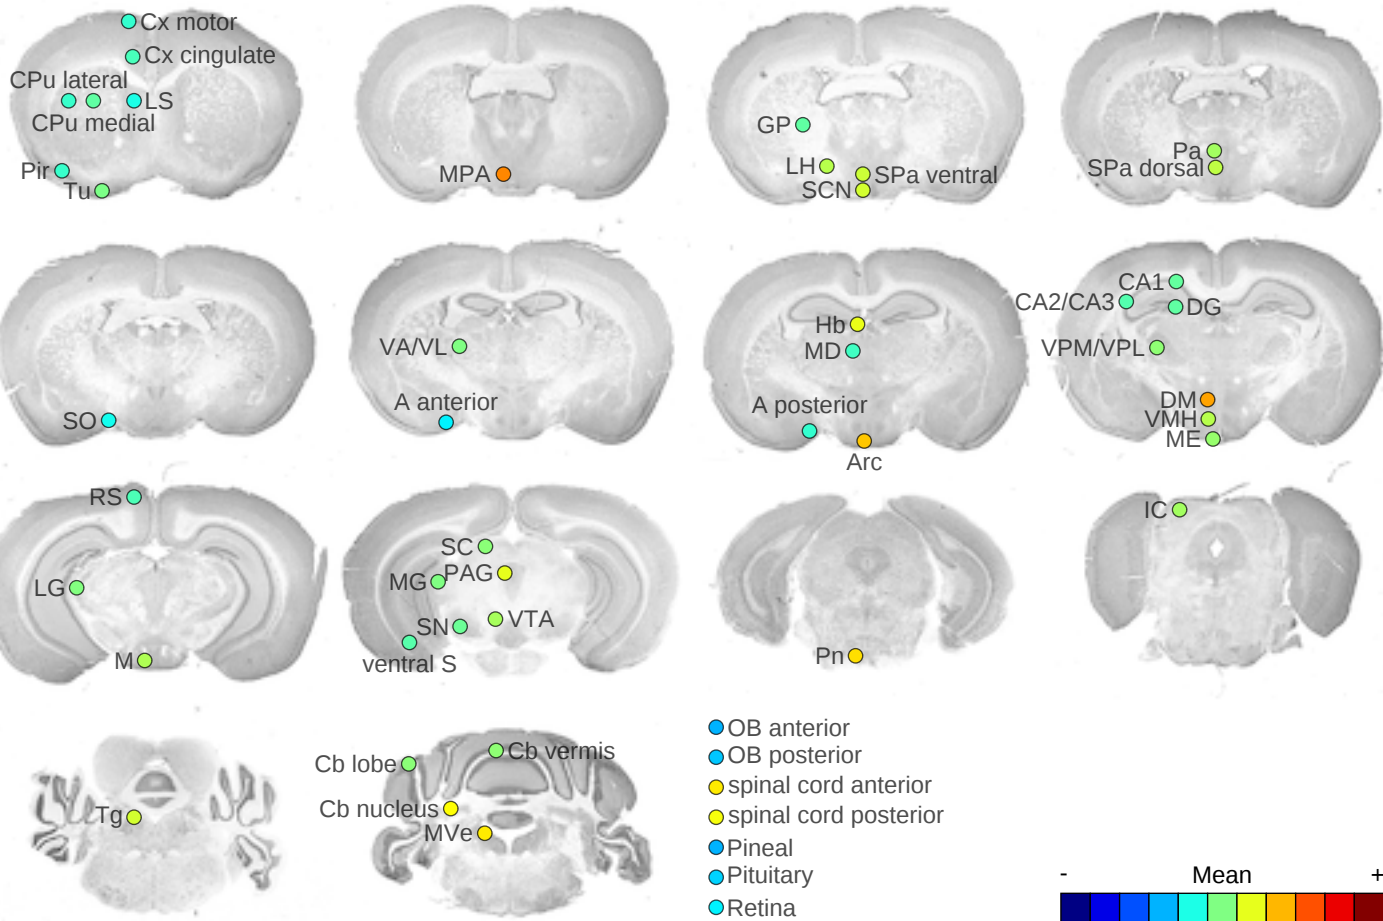 Cx motor
Cx cingulate
CPu lateral
LS
CPu medial
Pir
Tu
MPA
GP
LH
SPa ventral
SCN
Pa
SPa dorsal
SO
VA/VL
A anterior
Hb
MD
A posterior
Arc
CA1
CA2/CA3
DG
VPM/VPL
DM
VMH
ME
RS
LG
M
SC
PAG
MG
VTA
SN
ventral S
Pn
IC
Tg
Cb vermis
Cb lobe
Cb nucleus
MVe
OB anterior
OB posterior
spinal cord anterior
spinal cord posterior
Pineal
Pituitary
Retina
- Mean +